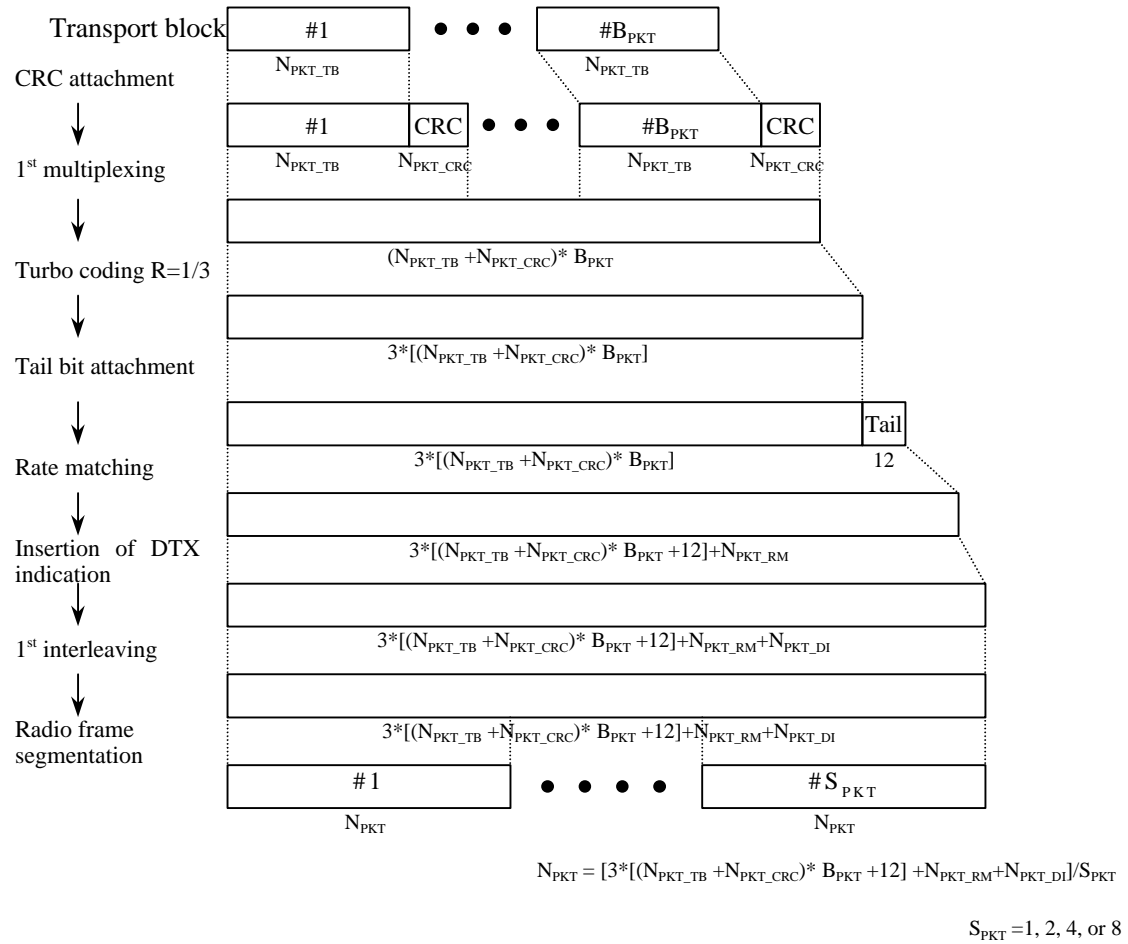 Transport block #1 • • • #B_PKT
N_PKT_TB N_PKT_TB
CRC attachment
#1 CRC • • • #B_PKT CRC
N_PKT_TB N_PKT_CRC N_PKT_TB N_PKT_CRC
1st multiplexing
(N_PKT_TB +N_PKT_CRC)* B_PKT
Turbo coding R=1/3
3*[(N_PKT_TB +N_PKT_CRC)* B_PKT]
Tail bit attachment
Tail
3*[(N_PKT_TB +N_PKT_CRC)* B_PKT] 12
Rate matching
3*[(N_PKT_TB +N_PKT_CRC)* B_PKT +12]+N_PKT_RM
Insertion of DTX
indication
3*[(N_PKT_TB +N_PKT_CRC)* B_PKT +12]+N_PKT_RM+N_PKT_DI
1st interleaving
3*[(N_PKT_TB +N_PKT_CRC)* B_PKT +12]+N_PKT_RM+N_PKT_DI
Radio frame
segmentation
#1 • • • • #S_PKT
N_PKT N_PKT
N_PKT = [3*[(N_PKT_TB +N_PKT_CRC)* B_PKT +12] +N_PKT_RM+N_PKT_DI]/S_PKT
S_PKT =1, 2, 4, or 8